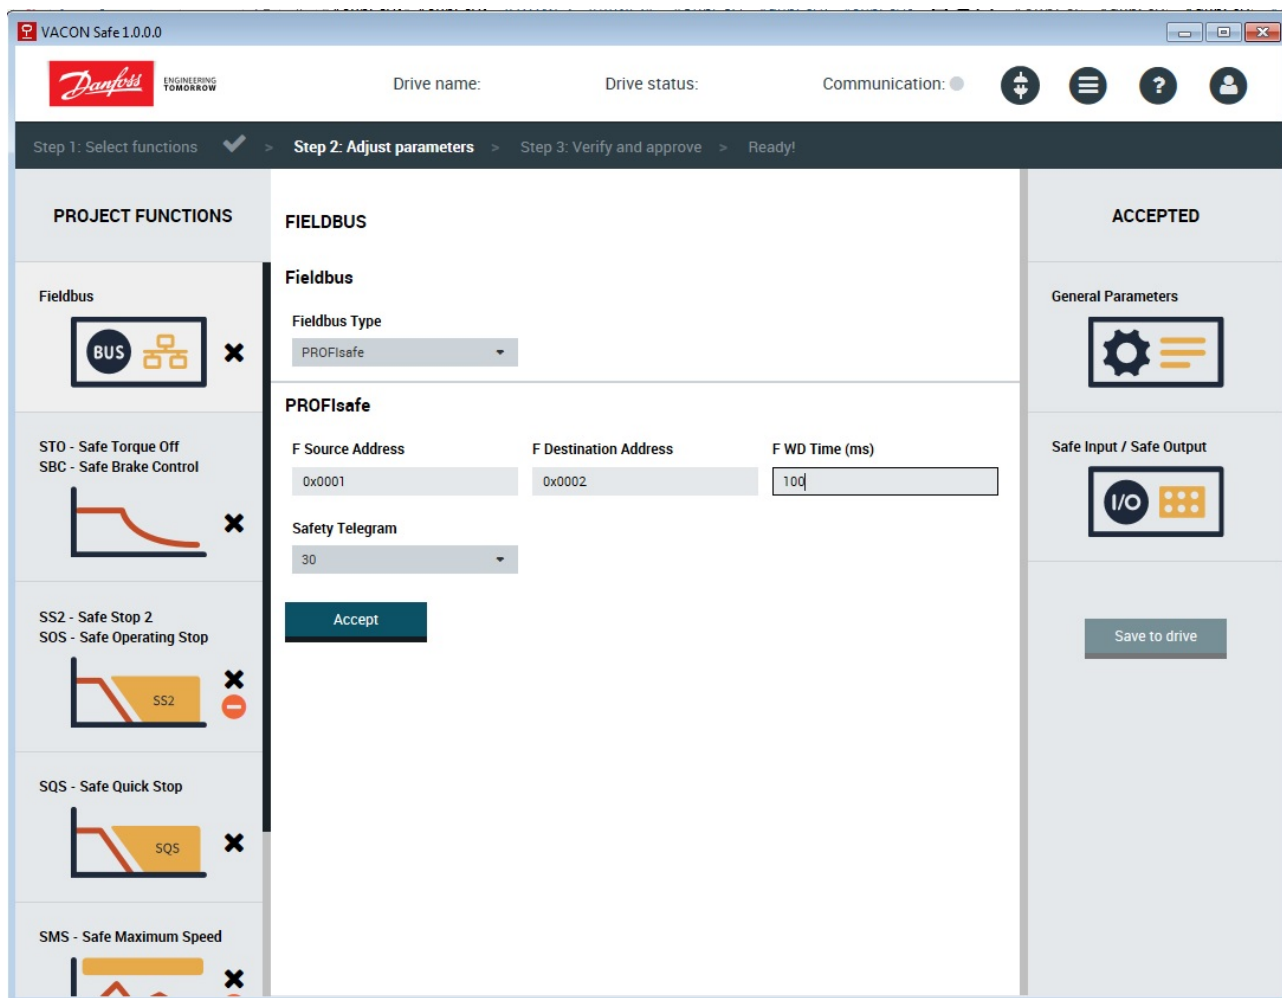 VACON Safe 1.0.0.0
Danfoss
ENGINEERING
TOMORROW
Drive name:
Drive status:
Communication:
?
Step 1: Select functions > Step 2: Adjust parameters > Step 3: Verify and approve > Ready!
PROJECT FUNCTIONS
Fieldbus
BUS
STO - Safe Torque Off
SBC - Safe Brake Control
SS2 - Safe Stop 2
SOS - Safe Operating Stop
SS2
SQS - Safe Quick Stop
SQS
SMS - Safe Maximum Speed
FIELDBUS
Fieldbus
Fieldbus Type
PROFIsafe
PROFIsafe
F Source Address
0x0001
F Destination Address
0x0002
F WD Time (ms)
100
Safety Telegram
30
Accept
ACCEPTED
General Parameters
Safe Input / Safe Output
I/O
Save to drive